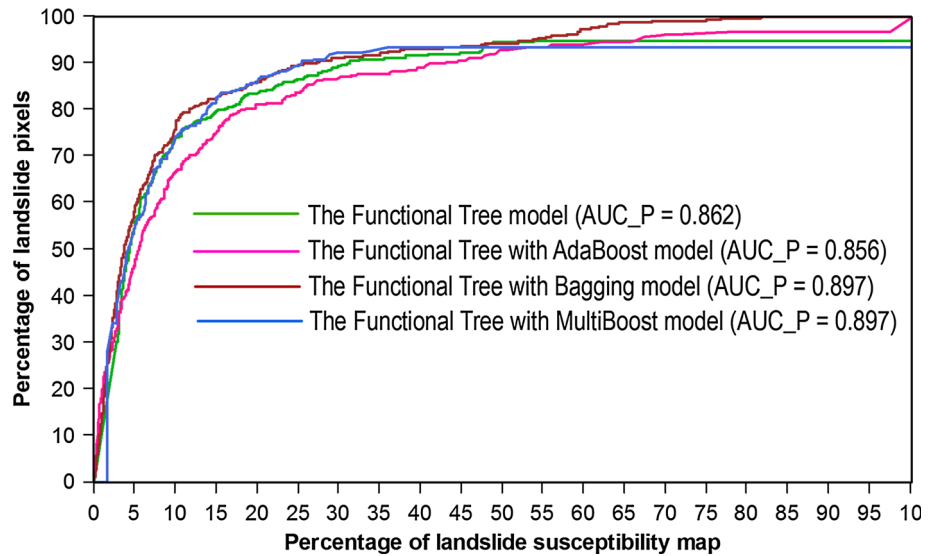 Percentage of landslide pixels
100
90
80
70
60
50
40
30
20
10
0
The Functional Tree model (AUC_P = 0.862)
The Functional Tree with AdaBoost model (AUC_P = 0.856)
The Functional Tree with Bagging model (AUC_P = 0.897)
The Functional Tree with MultiBoost model (AUC_P = 0.897)
0 5 10 15 20 25 30 35 40 45 50 55 60 65 70 75 80 85 90 95 10
Percentage of landslide susceptibility map